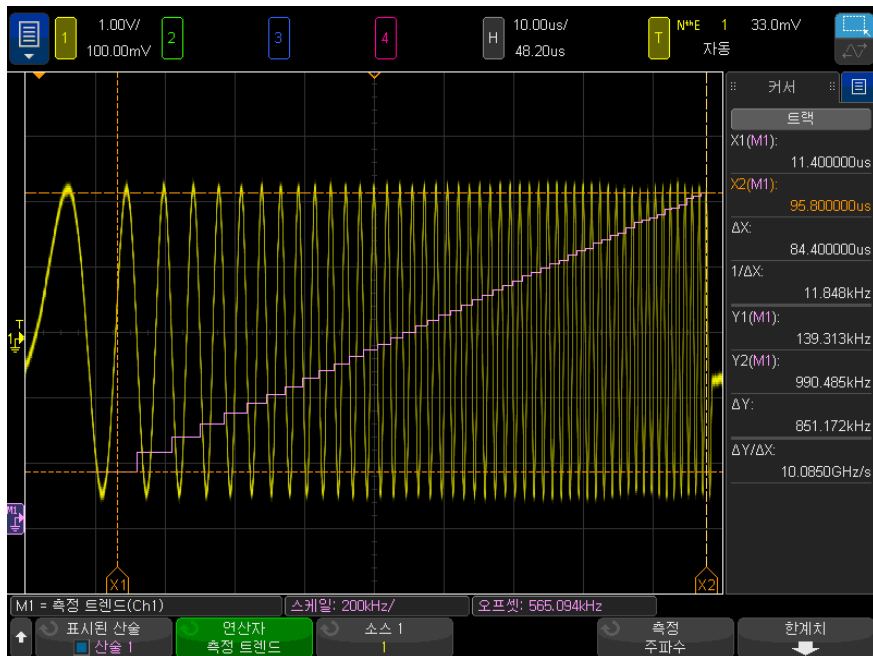 1 1.00V/ 100.00mV 2 3 4 H 10.00us/ 48.20us T NthE 1 33.0mV 자동
커서
트랙
X1(M1):
11.400000us
X2(M1):
95.800000us
ΔX:
84.400000us
1/ΔX:
11.848kHz
Y1(M1):
139.313kHz
Y2(M1):
990.485kHz
ΔY:
851.172kHz
ΔY/ΔX:
10.0850GHz/s
T
1
M1
X1 X2
M1 = 측정 트렌드(Ch1) 스케일: 200kHz/ 오프셋: 565.094kHz
표시된 산술 연산자 소스 1 측정 한계치
산술 1 측정 트렌드 1 주파수